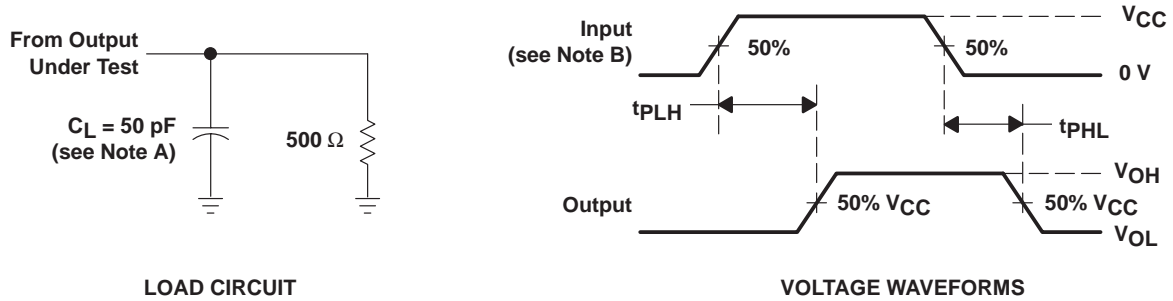 From Output
Under Test
CL = 50 pF
(see Note A)
500 Ω
LOAD CIRCUIT
Input
(see Note B)
50%
50%
VCC
0 V
tPLH
tPHL
Output
50% VCC
VOH
50% VCC
VOL
VOLTAGE WAVEFORMS